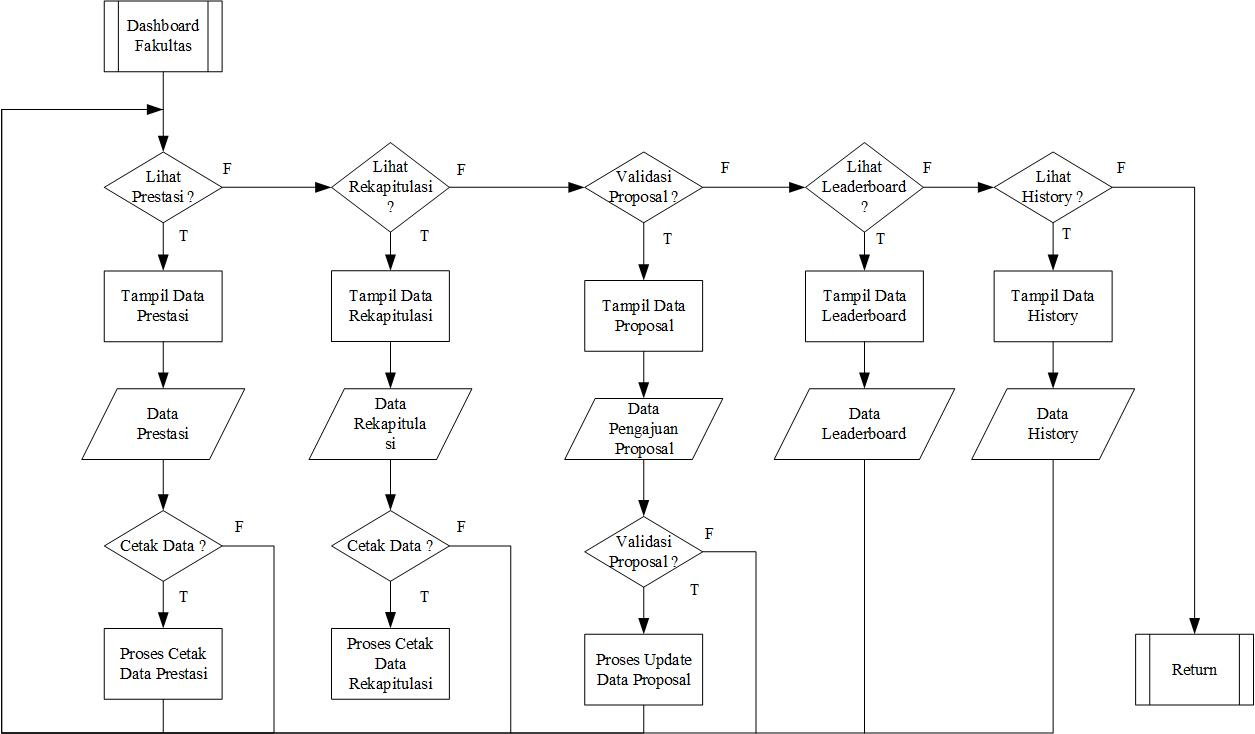 Dashboard
Fakultas
Lihat
Prestasi ?
F
Lihat
Rekapitulasi
?
F
Validasi
Proposal ?
F
Lihat
Leaderboard
?
F
Lihat
History ?
F
T
T
T
T
T
Tampil Data
Prestasi
Tampil Data
Rekapitulasi
Tampil Data
Proposal
Tampil Data
Leaderboard
Tampil Data
History
Data
Prestasi
Data
Rekapitula
si
Data
Pengajuan
Proposal
Data
Leaderboard
Data
History
Cetak Data ?
F
Cetak Data ?
F
Validasi
Proposal ?
F
T
T
T
Proses Cetak
Data Prestasi
Proses Cetak
Data
Rekapitulasi
Proses Update
Data Proposal
Return